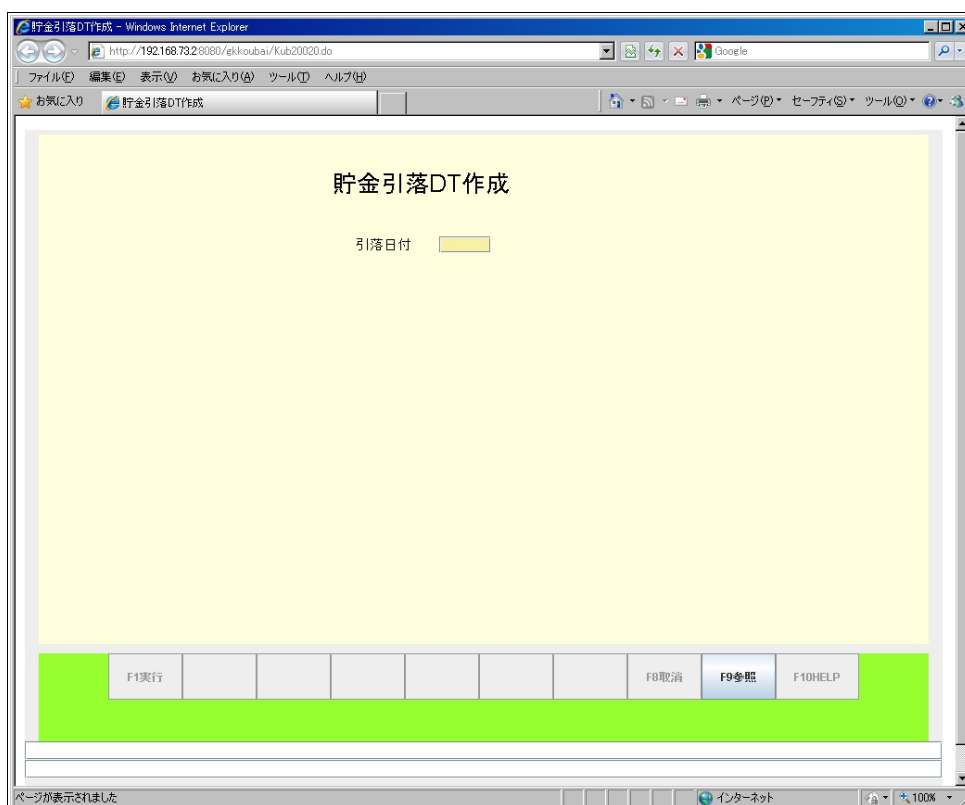 貯金引落DT作成 - Windows Internet Explorer
http://192.168.73.2:8080/gkkoubai/Kub20020.do
Google
ファイル(F) 編集(E) 表示(V) お気に入り(A) ツール(T) ヘルプ(H)
お気に入り 貯金引落DT作成 ページ(P) セーフティ(S) ツール(O)
貯金引落DT作成
引落日付
F1実行 F8取消 F9参照 F10HELP
ページが表示されました インターネット 100%